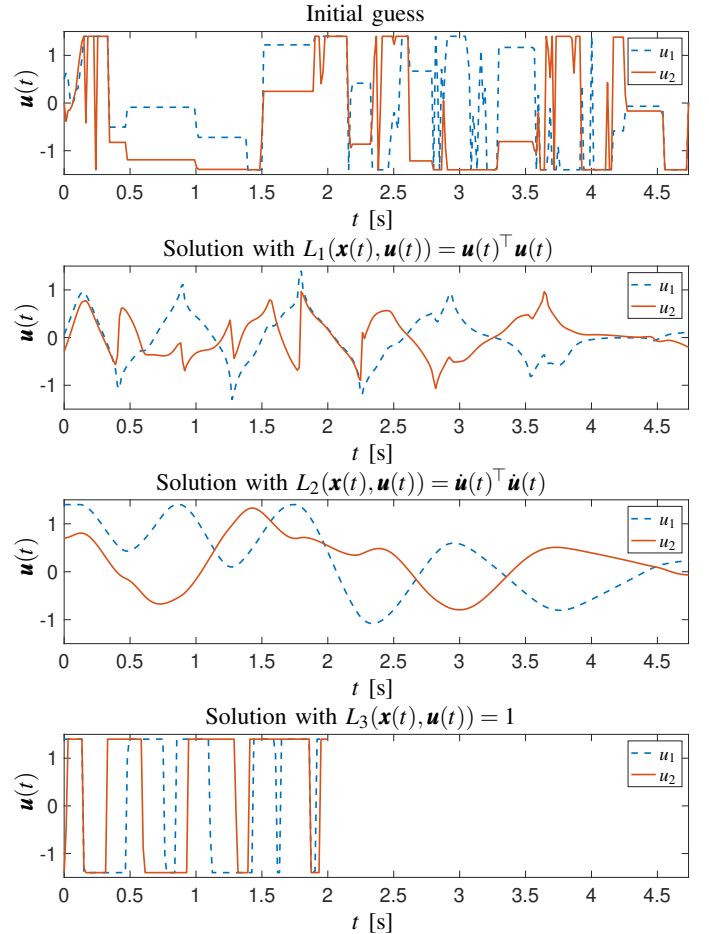 Initial guess
1
0
-1
u(t)
u₁
u₂
0 0.5 1 1.5 2 2.5 3 3.5 4 4.5
t [s]
Solution with L₁(x(t), u(t)) = u(t)⊤u(t)
1
0
-1
u(t)
u₁
u₂
0 0.5 1 1.5 2 2.5 3 3.5 4 4.5
t [s]
Solution with L₂(x(t), u(t)) = u̇(t)⊤u̇(t)
1
0
-1
u(t)
u₁
u₂
0 0.5 1 1.5 2 2.5 3 3.5 4 4.5
t [s]
Solution with L₃(x(t), u(t)) = 1
1
0
-1
u(t)
u₁
u₂
0 0.5 1 1.5 2 2.5 3 3.5 4 4.5
t [s]